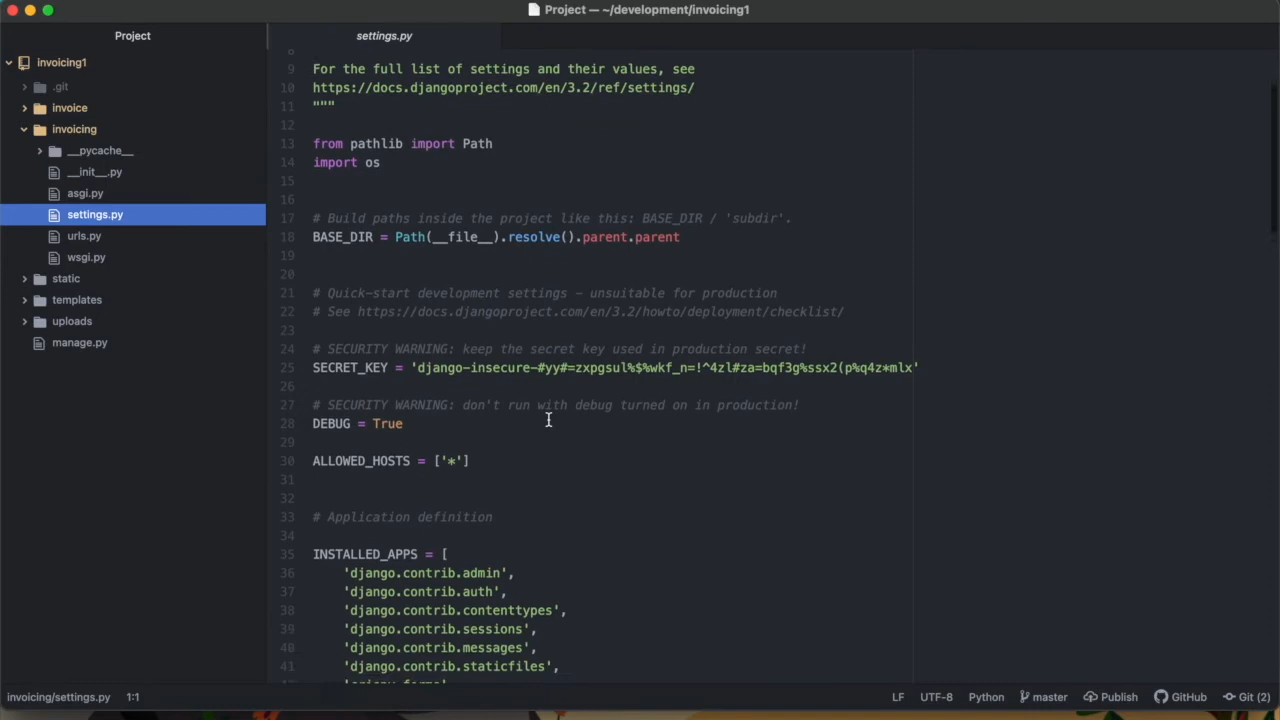 Project — ~/development/invoicing1
Project
settings.py
invoicing1
.git
invoice
invoicing
__pycache__
__init__.py
asgi.py
settings.py
urls.py
wsgi.py
static
templates
uploads
manage.py
8
9 For the full list of settings and their values, see
10 https://docs.djangoproject.com/en/3.2/ref/settings/
11 """
12
13 from pathlib import Path
14 import os
15
16
17 # Build paths inside the project like this: BASE_DIR / 'subdir'.
18 BASE_DIR = Path(__file__).resolve().parent.parent
19
20
21 # Quick-start development settings - unsuitable for production
22 # See https://docs.djangoproject.com/en/3.2/howto/deployment/checklist/
23
24 # SECURITY WARNING: keep the secret key used in production secret!
25 SECRET_KEY = 'django-insecure-#yy#=zxpgsul%$%wkf_n=!^4zl#za=bqf3g%ssx2(p%q4z*mlx'
26
27 # SECURITY WARNING: don't run with debug turned on in production!
28 DEBUG = True
29
30 ALLOWED_HOSTS = ['*']
31
32
33 # Application definition
34
35 INSTALLED_APPS = [
36 'django.contrib.admin',
37 'django.contrib.auth',
38 'django.contrib.contenttypes',
39 'django.contrib.sessions',
40 'django.contrib.messages',
41 'django.contrib.staticfiles',
invoicing/settings.py 1:1 LF UTF-8 Python master Publish GitHub Git (2)